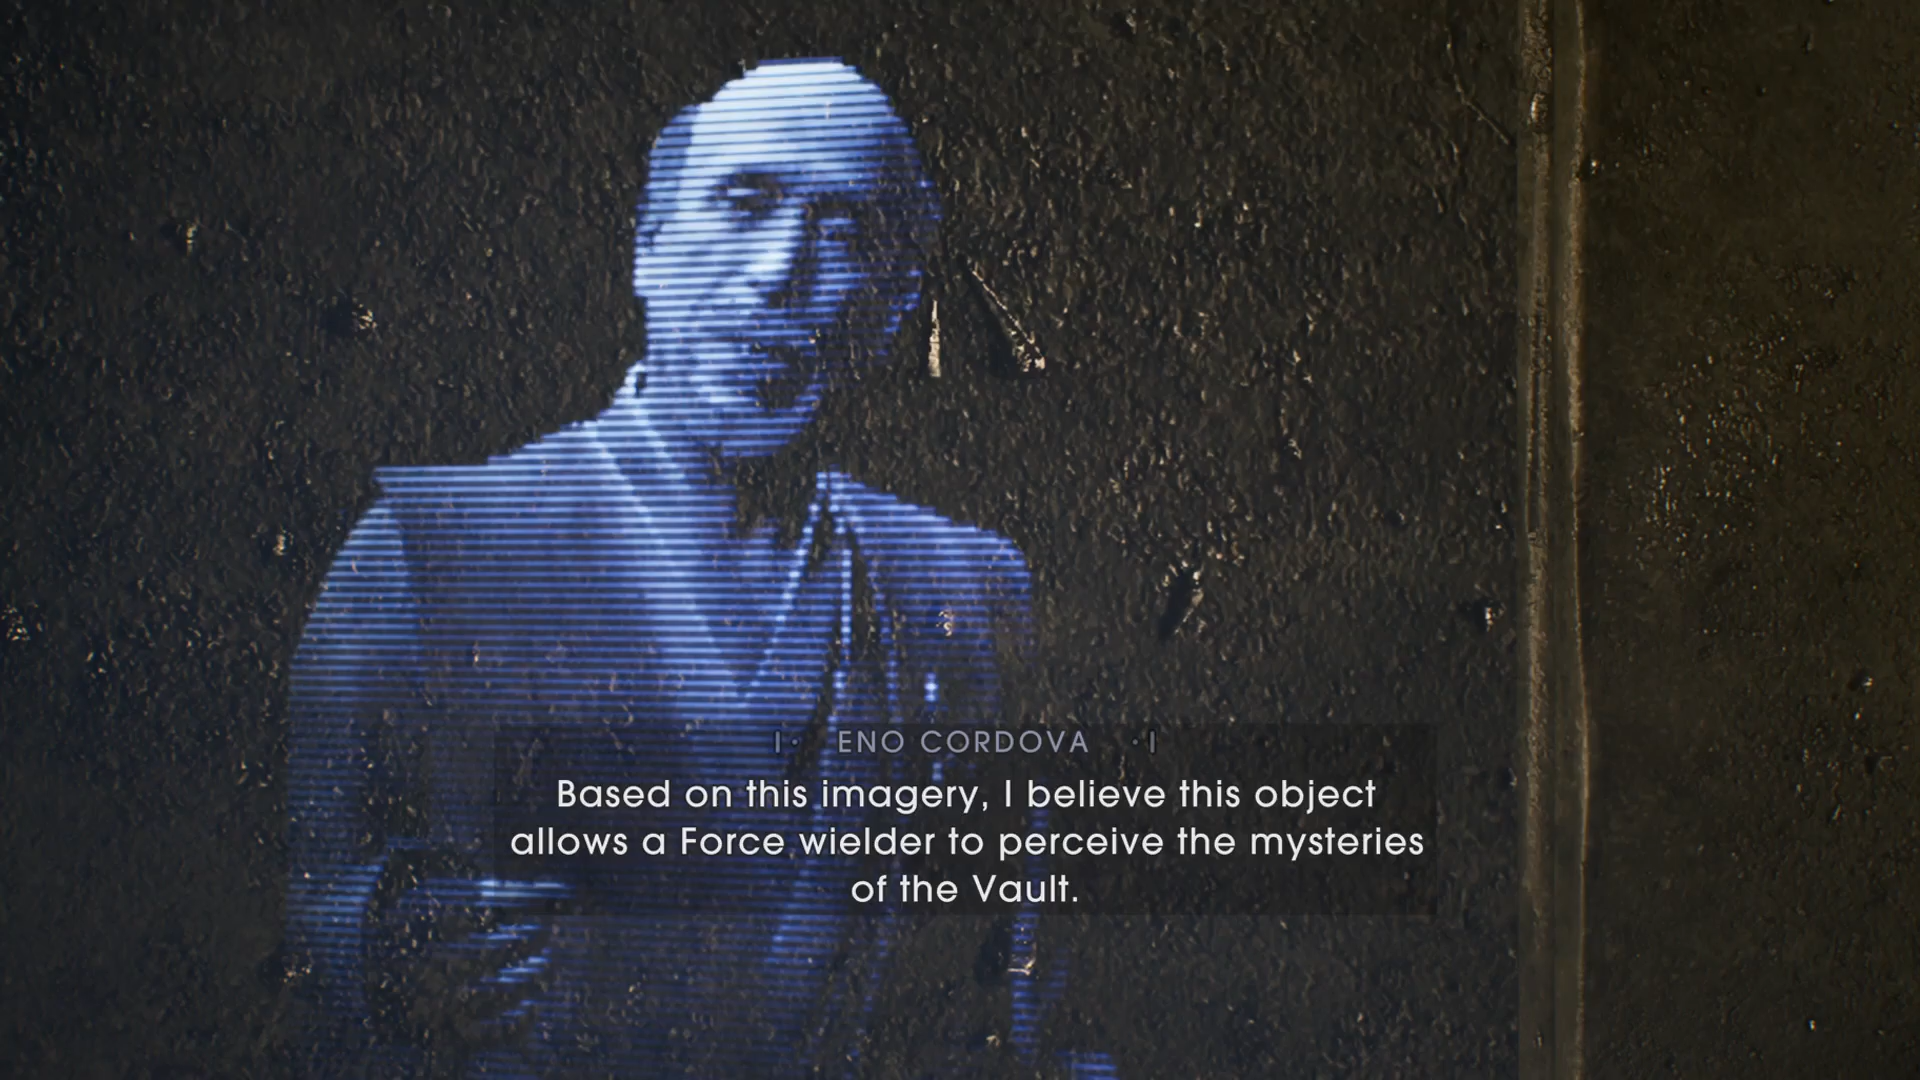 ENO CORDOVA
Based on this imagery, I believe this object
allows a Force wielder to perceive the mysteries
of the Vault.